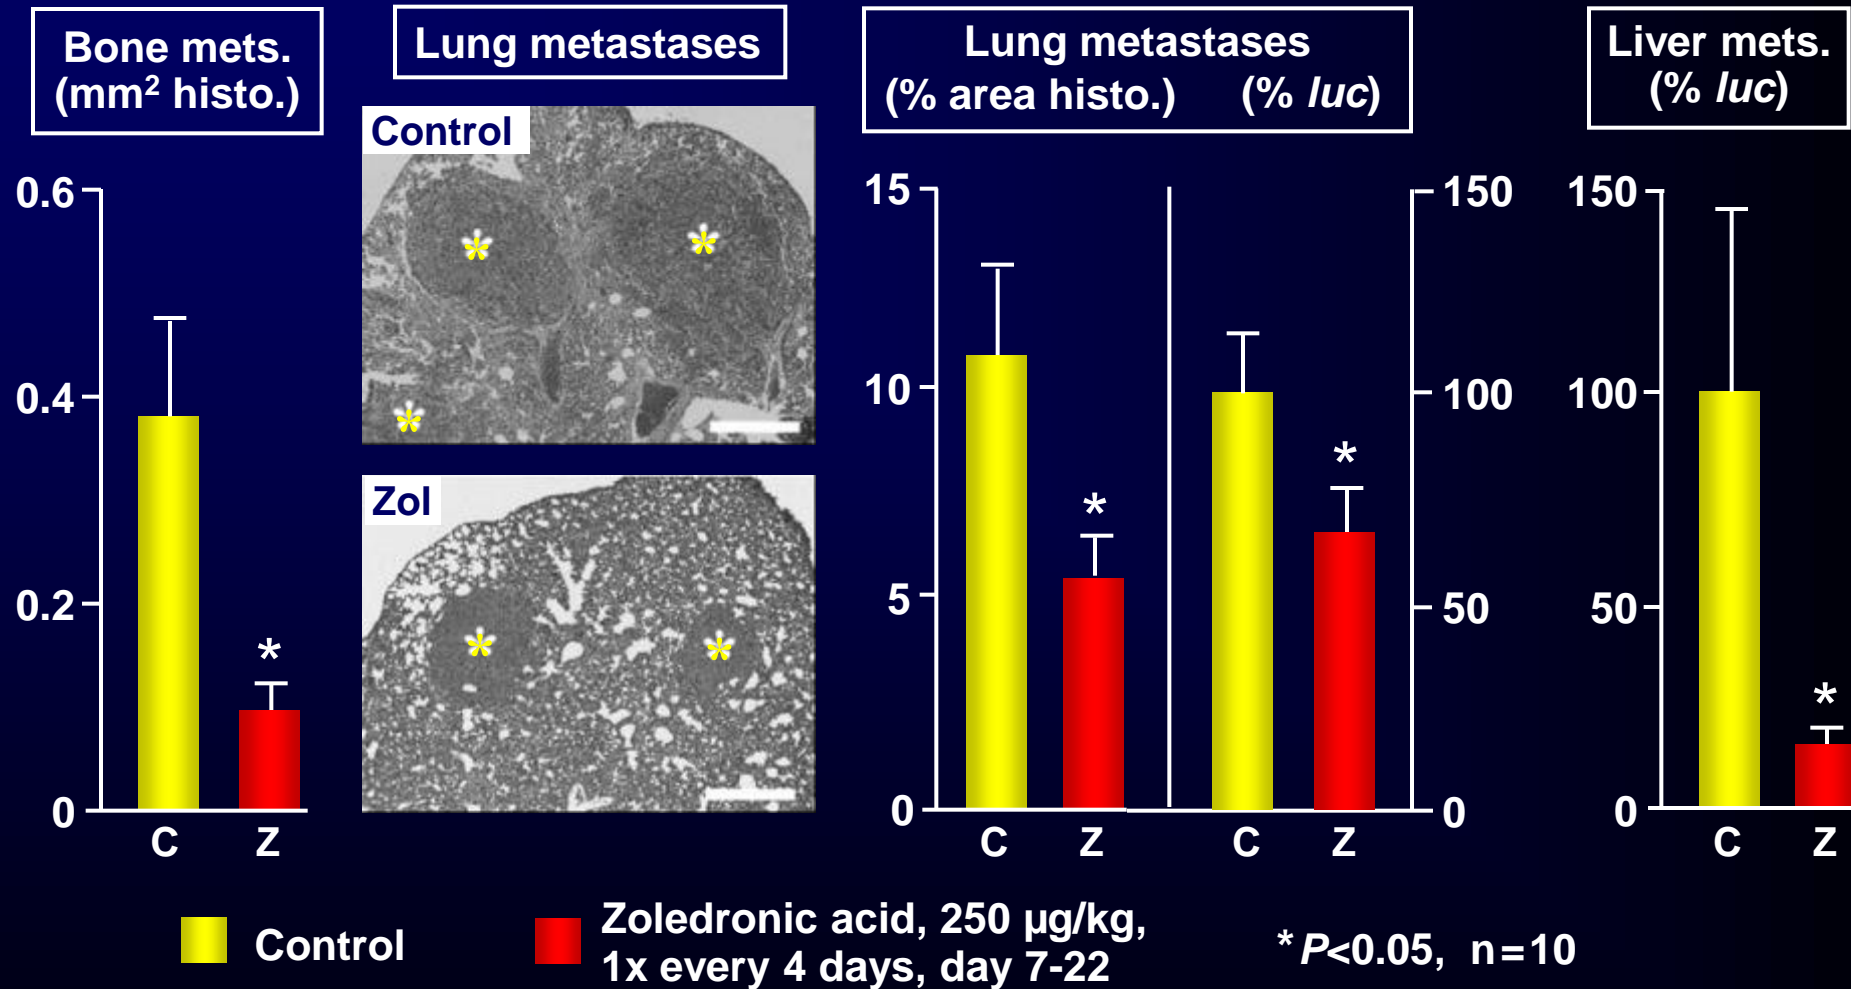 Bone mets.
(mm² histo.)
Lung metastases
Lung metastases
(% area histo.) (% luc)
Liver mets.
(% luc)
Control
Zol
0.6
0.4
0.2
0
C Z
*
15
10
5
0
C Z
*
150
100
50
0
C Z
*
150
100
50
0
C Z
*
Control
Zoledronic acid, 250 µg/kg,
1x every 4 days, day 7-22
* P<0.05, n=10